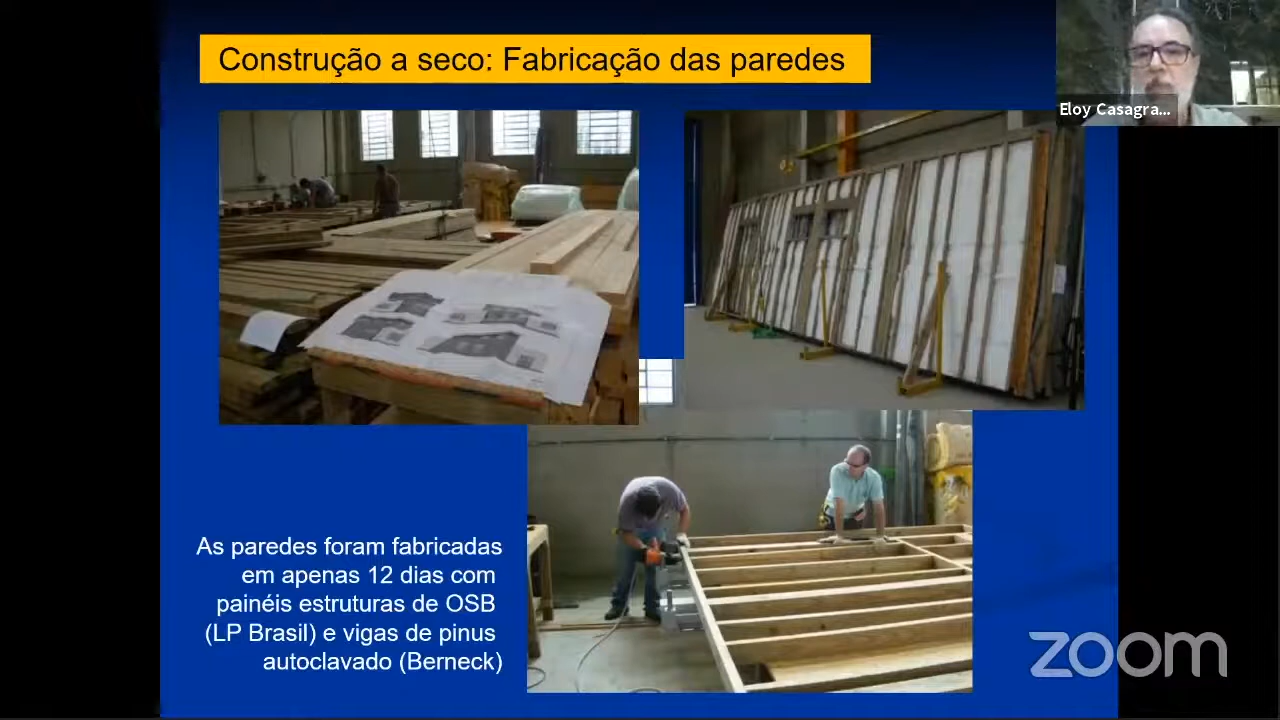 Construção a seco: Fabricação das paredes
Eloy Casagra...
As paredes foram fabricadas
em apenas 12 dias com
painéis estruturas de OSB
(LP Brasil) e vigas de pinus
autoclavado (Berneck)
zoom